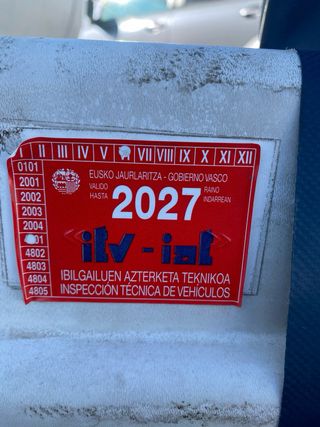 II III IV V VII VIII IX X XI XII
0101
2001
2002
2003
2004
01
4802
4803
4804
4805
EUSKO JAURLARITZA - GOBIERNO VASCO
VALIDO HASTA 2027 RAINO INDARREAN
itv - iat
IBILGAILUEN AZTERKETA TEKNIKOA
INSPECCIÓN TÉCNICA DE VEHÍCULOS